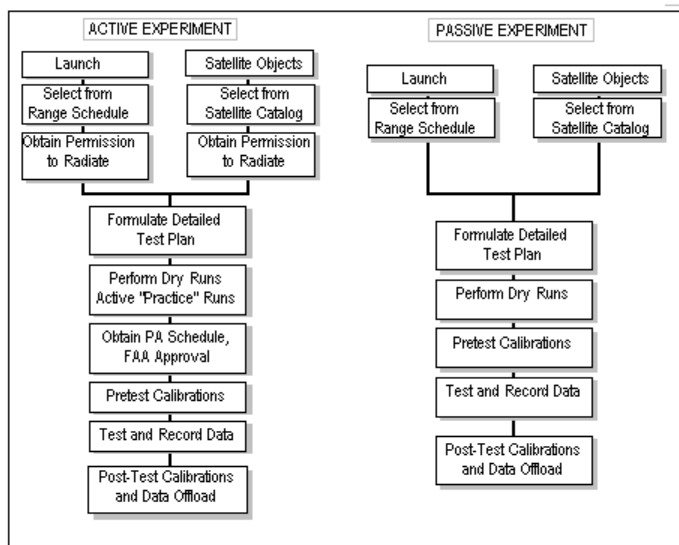 ACTIVE EXPERIMENT
Launch
Satellite Objects
Select from
Range Schedule
Select from
Satellite Catalog
Obtain Permission
to Radiate
Obtain Permission
to Radiate
Formulate Detailed
Test Plan
Perform Dry Runs
Active "Practice" Runs
Obtain PA Schedule,
FAA Approval
Pretest Calibrations
Test and Record Data
Post-Test Calibrations
and Data Offload
PASSIVE EXPERIMENT
Launch
Satellite Objects
Select from
Range Schedule
Select from
Satellite Catalog
Formulate Detailed
Test Plan
Perform Dry Runs
Pretest Calibrations
Test and Record Data
Post-Test Calibrations
and Data Offload